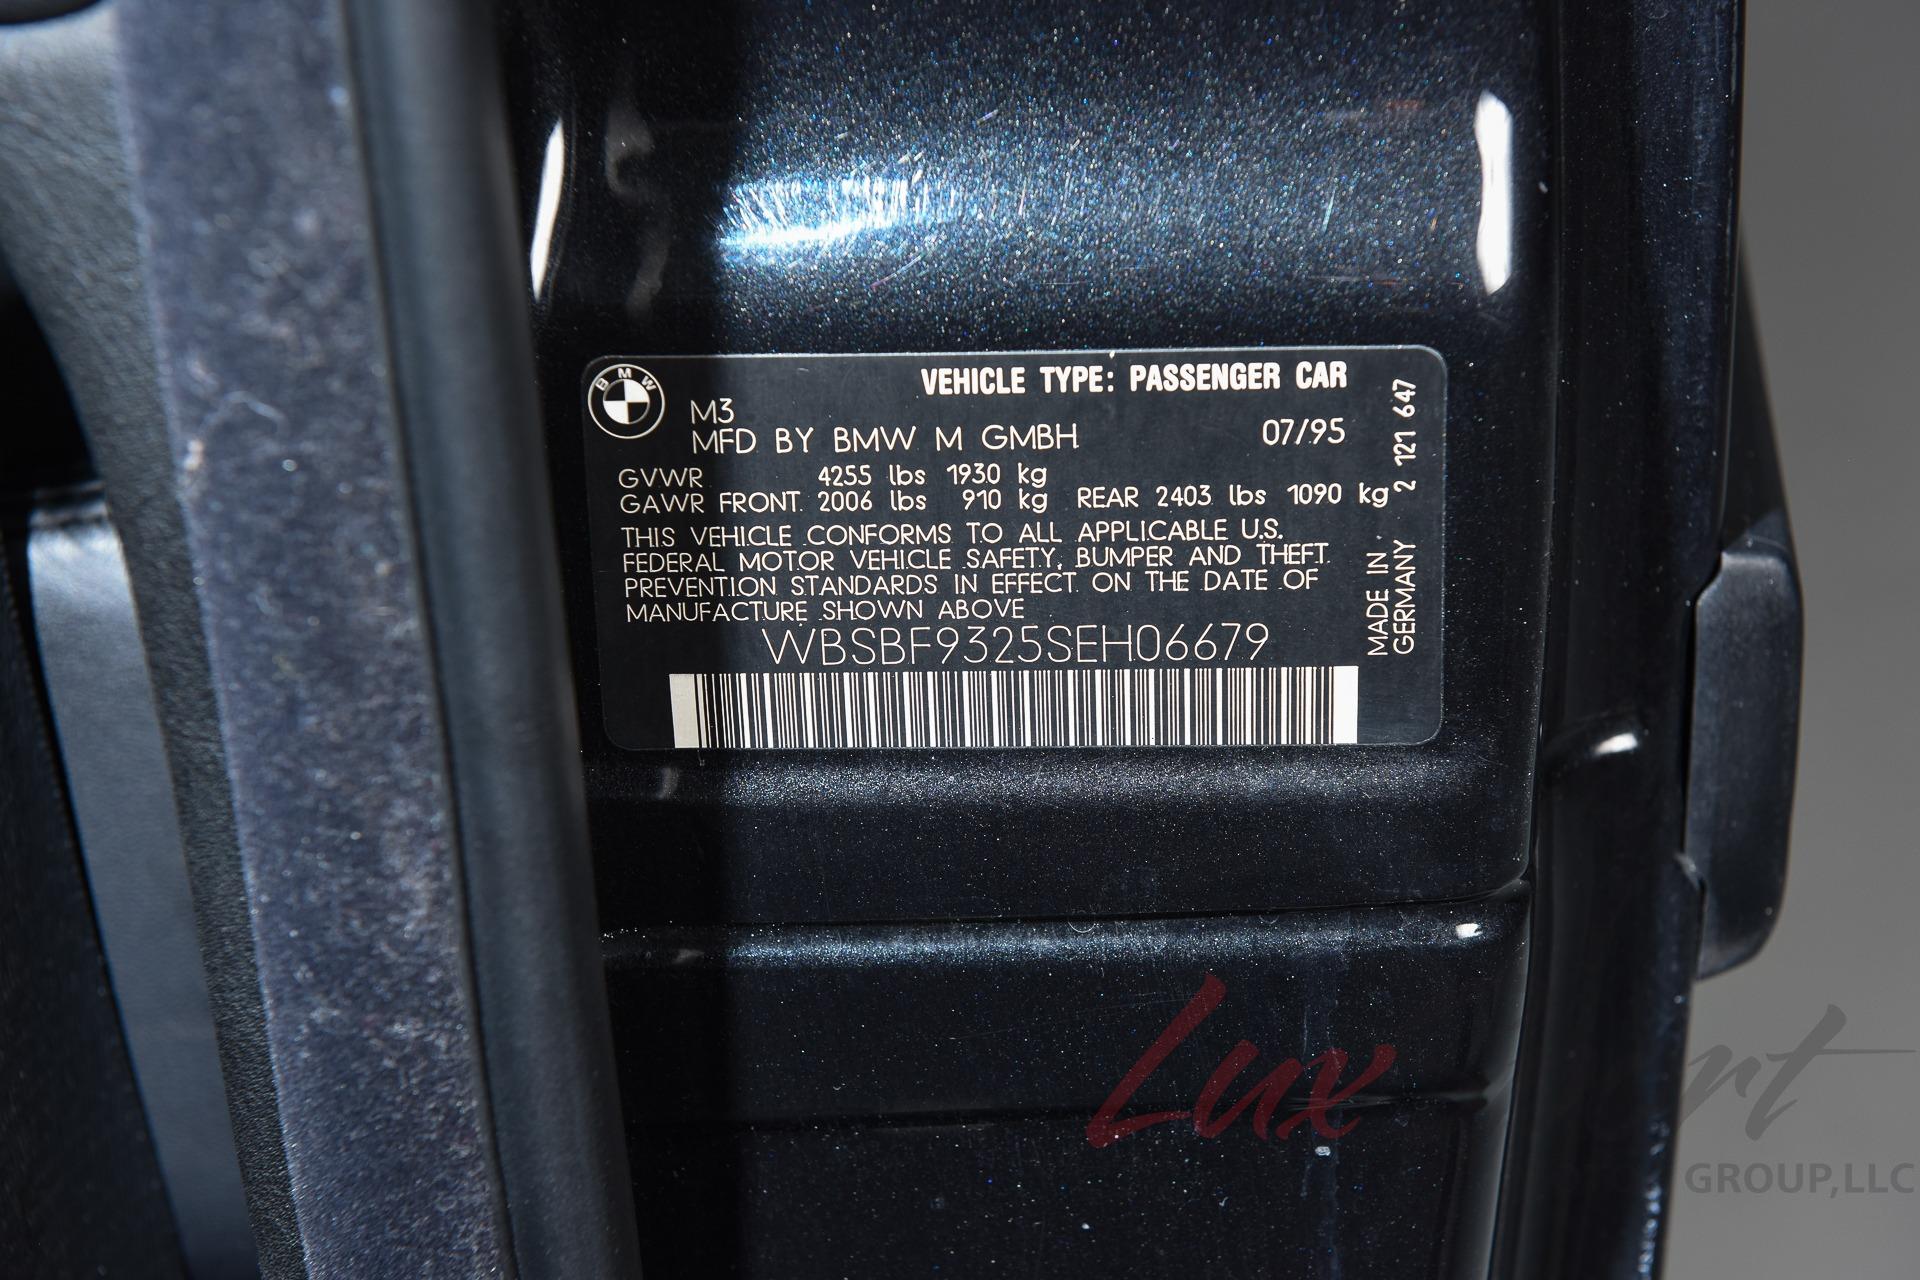 BMW
VEHICLE TYPE: PASSENGER CAR
M3
MFD BY BMW M GMBH 07/95
GVWR 4255 lbs 1930 kg
GAWR FRONT 2006 lbs 910 kg REAR 2403 lbs 1090 kg
THIS VEHICLE CONFORMS TO ALL APPLICABLE U.S.
FEDERAL MOTOR VEHICLE SAFETY, BUMPER AND THEFT
PREVENTION STANDARDS IN EFFECT ON THE DATE OF
MANUFACTURE SHOWN ABOVE
WBSBF9325SEH06679
MADE IN
GERMANY 2 121 647
Lux
GROUP,LLC